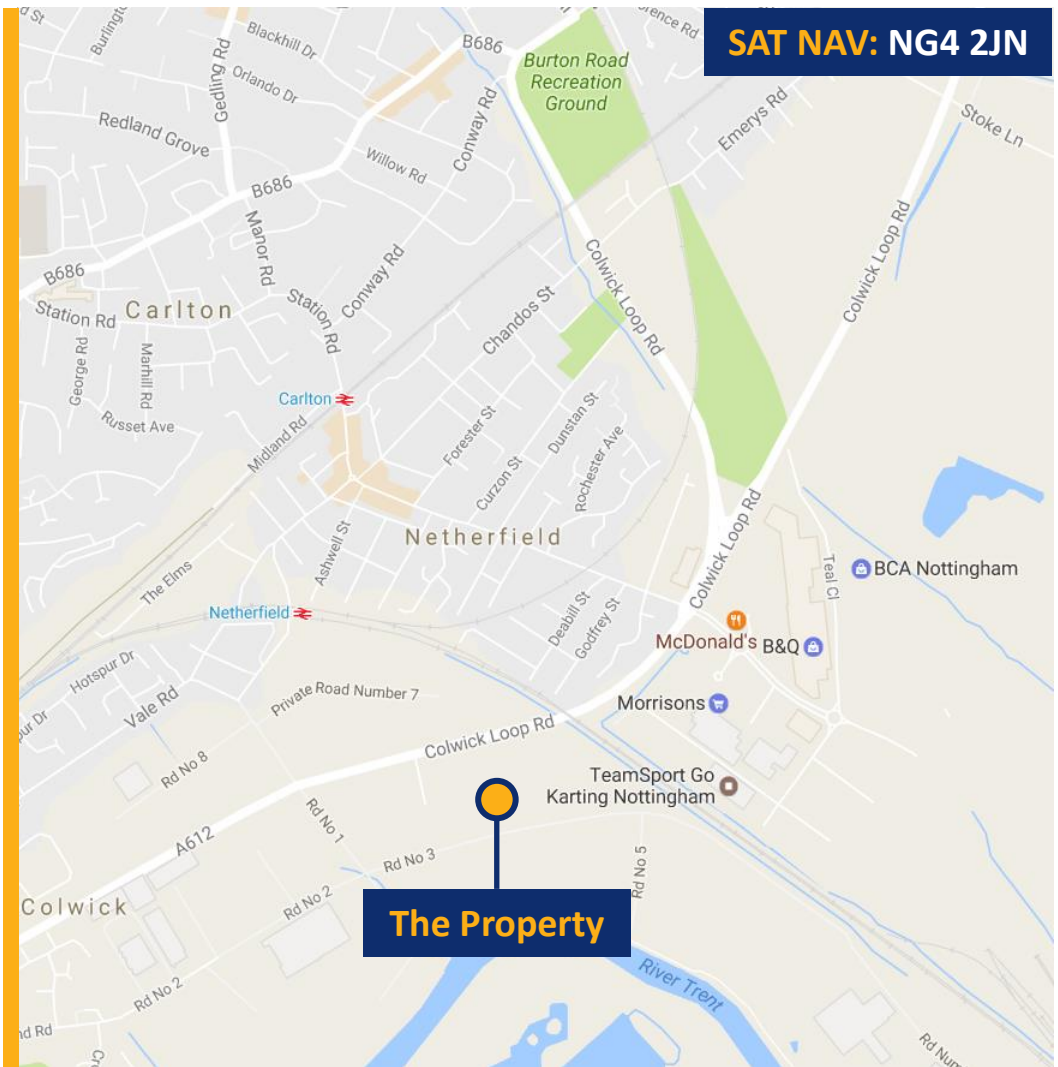 SAT NAV: NG4 2JN
Blackhill Dr
B686
Burton Road
Recreation
Ground
Gedling Rd
Orlando Dr
Conway Rd
Emerys Rd
Stoke Ln
Redland Grove
Willow Rd
B686
Manor Rd
Colwick Loop Rd
Colwick Loop Rd
B686
Conway Rd
Station Rd
Carlton
Station Rd
Chandos St
George Rd
Marhill Rd
Carlton
Russet Ave
Midland Rd
Forester St
Dunstan St
Curzon St
Rochester Ave
Netherfield
Ashwell St
Colwick Loop Rd
The Elms
Teal Cl
BCA Nottingham
Netherfield
Deabill St
Godfrey St
McDonald's
B&Q
Hotspur Dr
Vale Rd
Private Road Number 7
Morrisons
Colwick Loop Rd
Rd No 8
TeamSport Go
Karting Nottingham
Rd No 1
A612
Rd No 3
Rd No 5
Colwick
Rd No 2
The Property
River Trent
Rd No 2